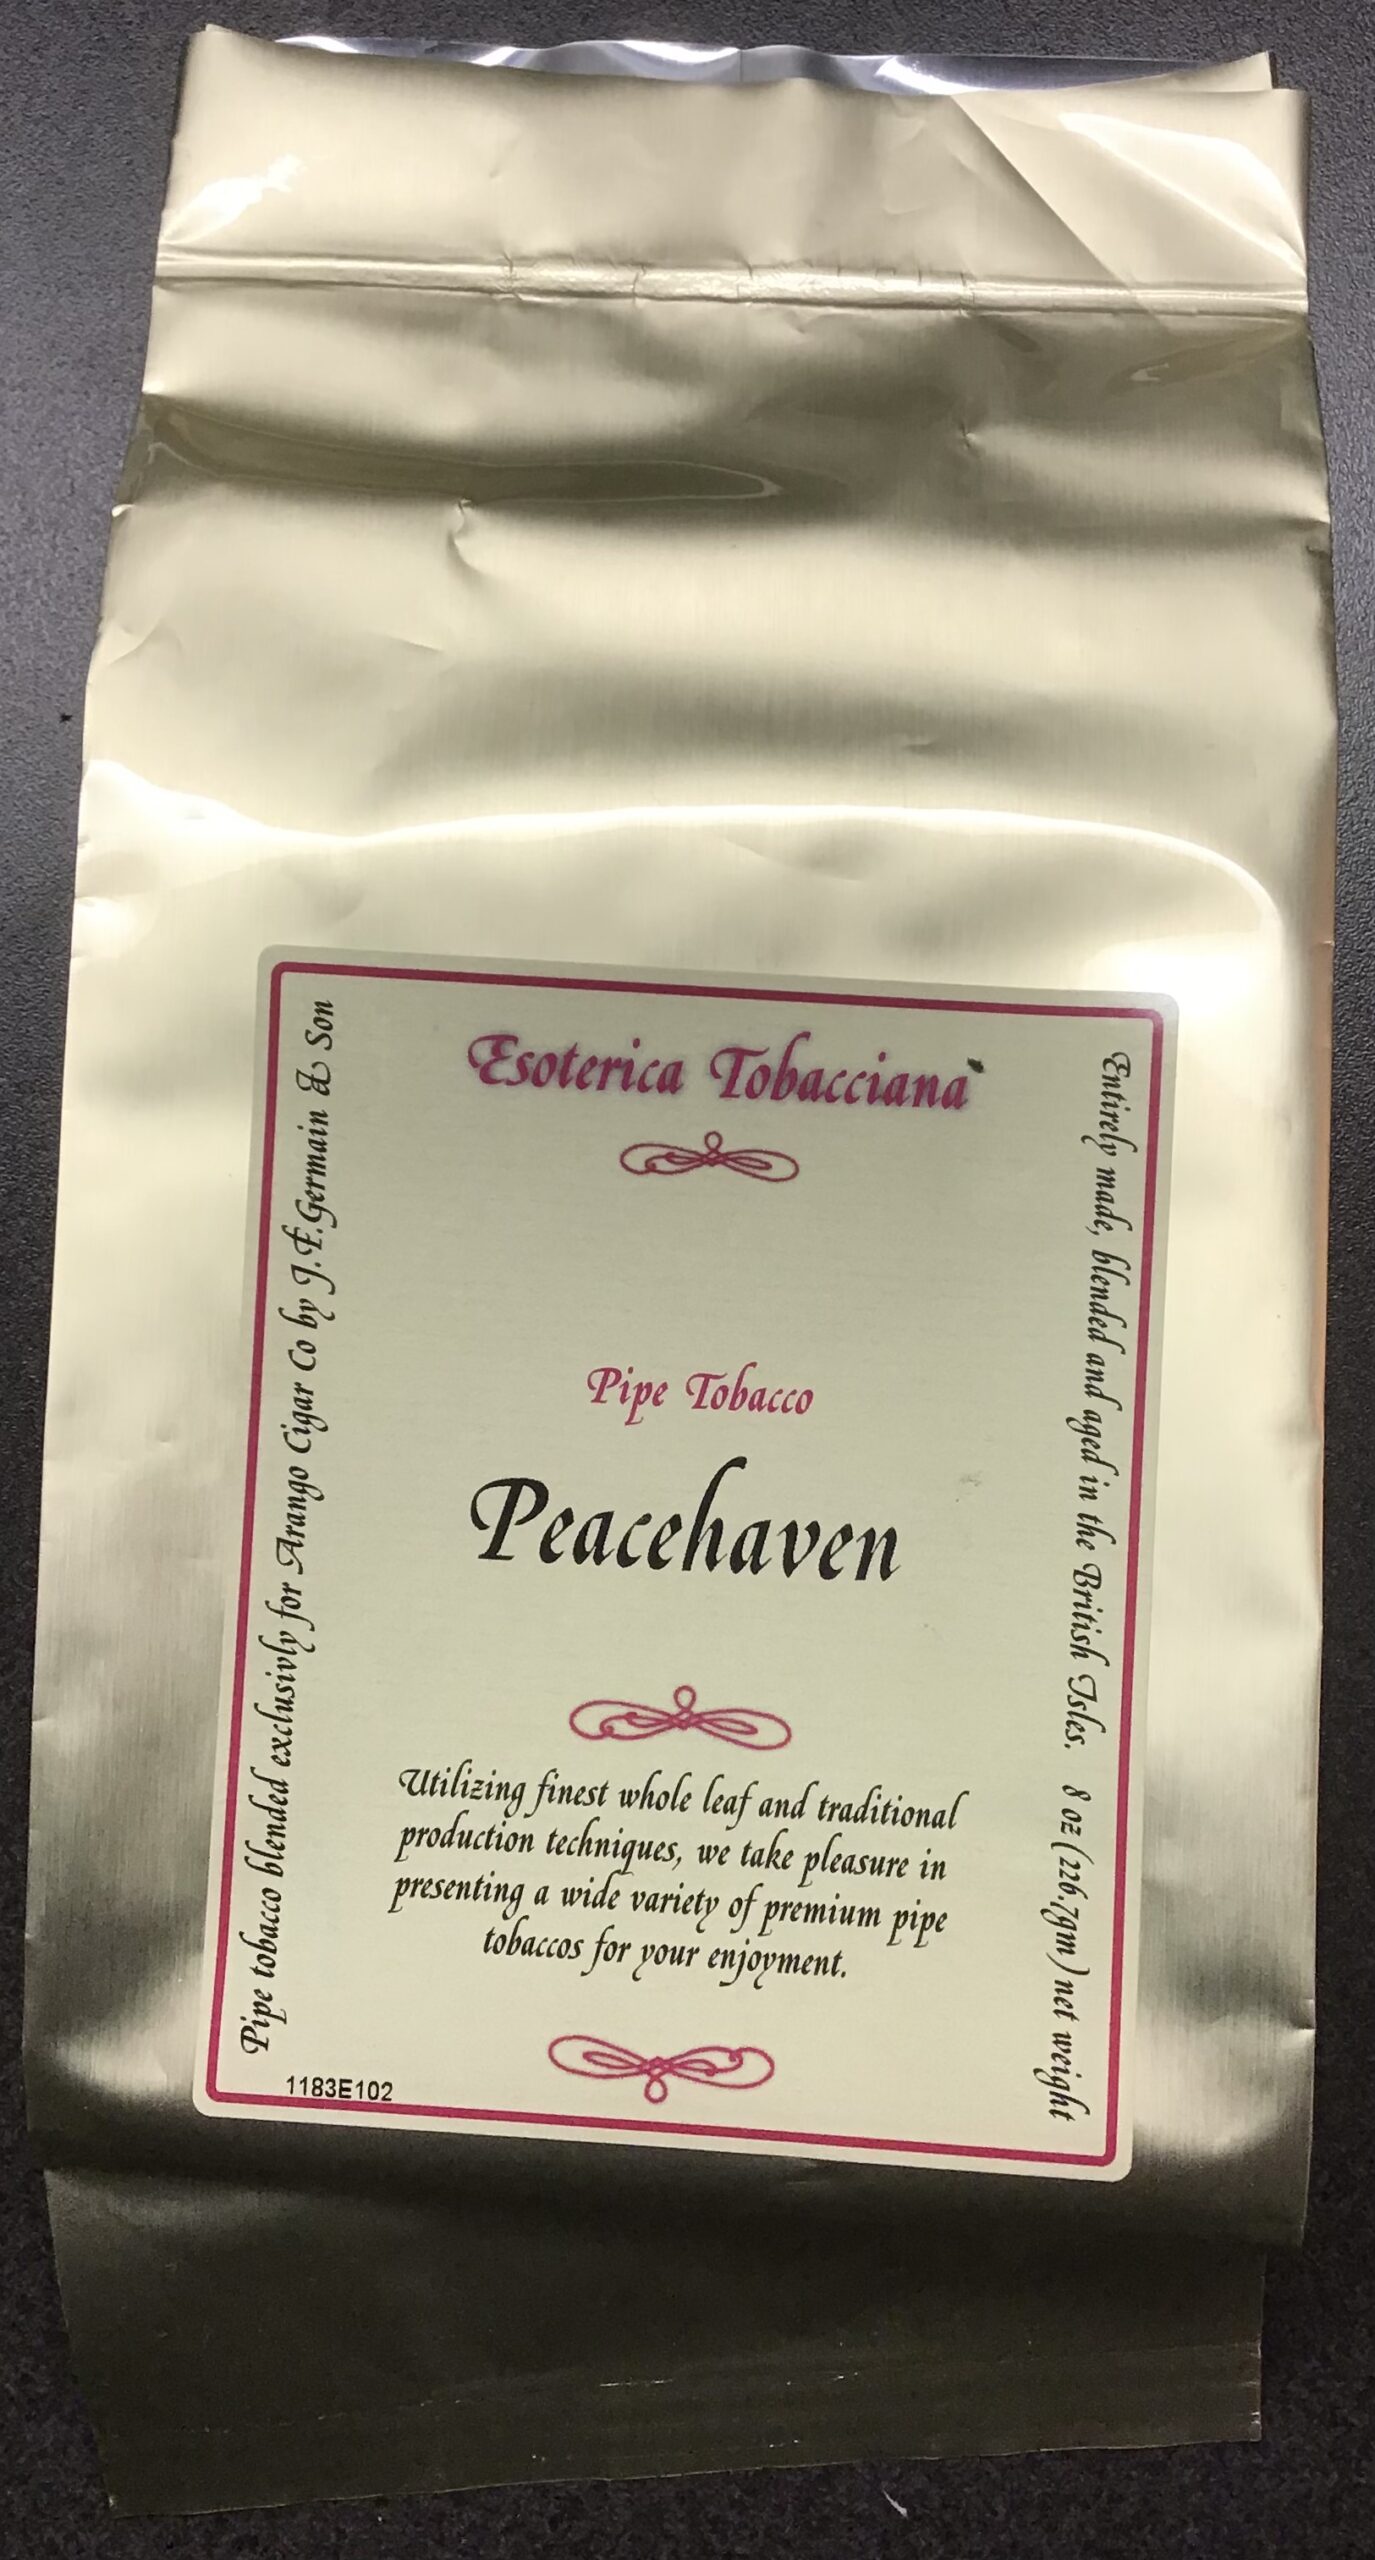 Esoterica Tobacciana
Pipe Tobacco
Peacehaven
Utilizing finest whole leaf and traditional
production techniques, we take pleasure in
presenting a wide variety of premium pipe
tobaccos for your enjoyment.
Pipe tobacco blended exclusivly for Arango Cigar Co by J.F.Germain & Son
Entirely made, blended and aged in the British Isles. 8 oz (226.7gm) net weight
1183E102